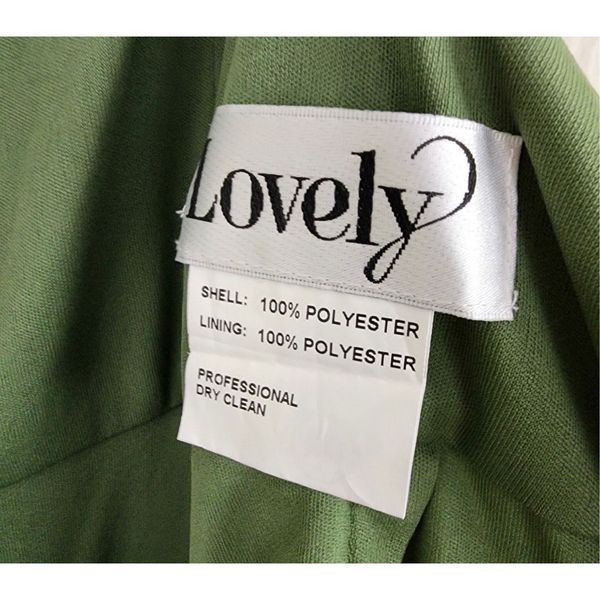 Lovely
SHELL: 100% POLYESTER
LINING: 100% POLYESTER
PROFESSIONAL
DRY CLEAN